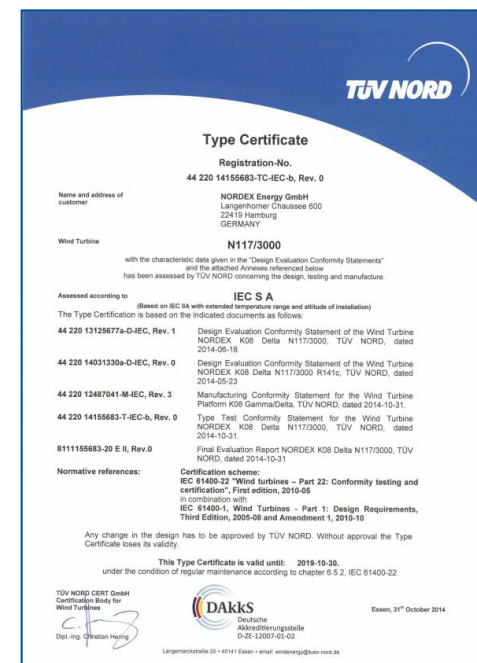 TÜV NORD
Type Certificate
Registration-No.
44 220 14155683-TC-IEC-b, Rev. 0
Name and address of
customer
NORDEX Energy GmbH
Langenhorner Chaussee 600
22419 Hamburg
GERMANY
Wind Turbine
N117/3000
with the characteristic data given in the "Design Evaluation Conformity Statements"
and the attached Annexes referenced below
has been assessed by TÜV NORD concerning the design, testing and manufacture.
Assessed according to
IEC S A
(Based on IEC IIA with extended temperature range and altitude of installation)
The Type Certification is based on the indicated documents as follows:
44 220 13125677a-D-IEC, Rev. 1
Design Evaluation Conformity Statement of the Wind Turbine
NORDEX K08 Delta N117/3000, TÜV NORD, dated
2014-06-18
44 220 14031330a-D-IEC, Rev. 0
Design Evaluation Conformity Statement of the Wind Turbine
NORDEX K08 Delta N117/3000 R141c, TÜV NORD, dated
2014-05-23
44 220 12487041-M-IEC, Rev. 3
Manufacturing Conformity Statement for the Wind Turbine
Platform K08 Gamma/Delta, TÜV NORD, dated 2014-10-31.
44 220 14155683-T-IEC-b, Rev. 0
Type Test Conformity Statement for the Wind Turbine
NORDEX K08 Delta N117/3000, TÜV NORD, dated
2014-10-31.
8111155683-20 E II, Rev.0
Final Evaluation Report NORDEX K08 Delta N117/3000, TÜV
NORD, dated 2014-10-31
Normative references:
Certification scheme:
IEC 61400-22 "Wind turbines – Part 22: Conformity testing and
certification", First edition, 2010-05
in combination with
IEC 61400-1, Wind Turbines - Part 1: Design Requirements,
Third Edition, 2005-08 and Amendment 1, 2010-10
Any change in the design has to be approved by TÜV NORD. Without approval the Type
Certificate loses its validity.
This Type Certificate is valid until: 2019-10-30.
under the condition of regular maintenance according to chapter 6.5.2, IEC 61400-22
TÜV NORD CERT GmbH
Certification Body for
Wind Turbines
Dipl.-Ing. Christian Hering
DAkkS
Deutsche
Akkreditierungsstelle
D-ZE-12007-01-02
Essen, 31st October 2014
Langemarckstraße 20 • 45141 Essen • email: windenergy@tuev-nord.de